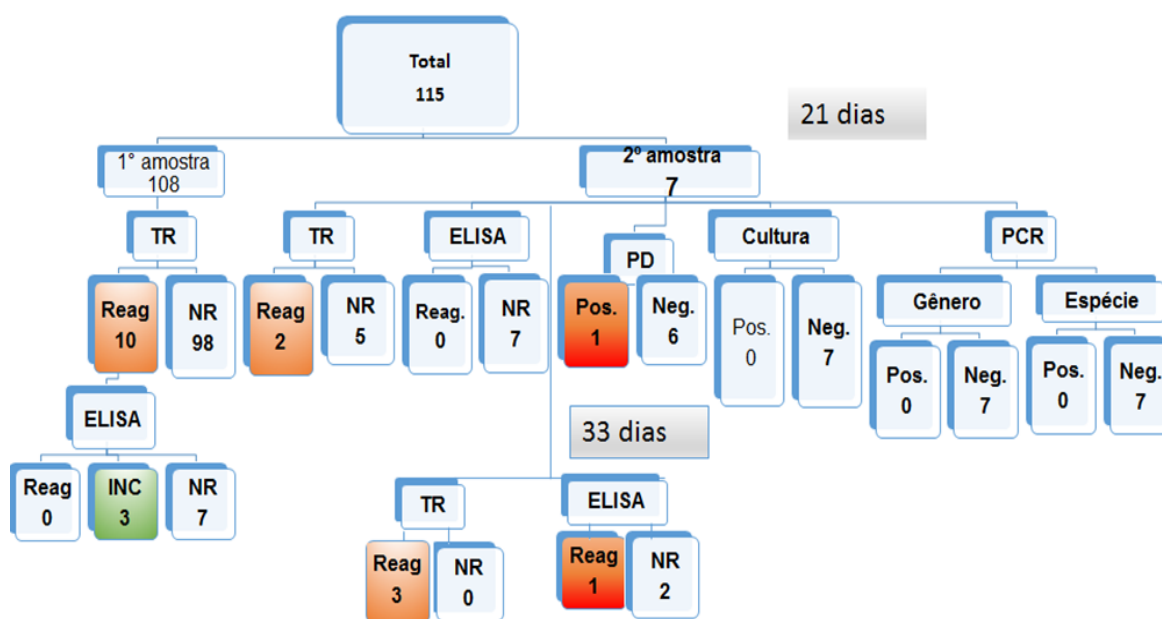 Total
115
21 dias
1° amostra
108
2º amostra
7
TR
TR
ELISA
PD
Cultura
PCR
Reag
10
NR
98
Reag
2
NR
5
Reag.
0
NR
7
Pos.
1
Neg.
6
Pos.
0
Neg.
7
Gênero
Espécie
Pos.
0
Neg.
7
Pos.
0
Neg.
7
ELISA
33 dias
Reag
0
INC
3
NR
7
TR
ELISA
Reag
3
NR
0
Reag
1
NR
2